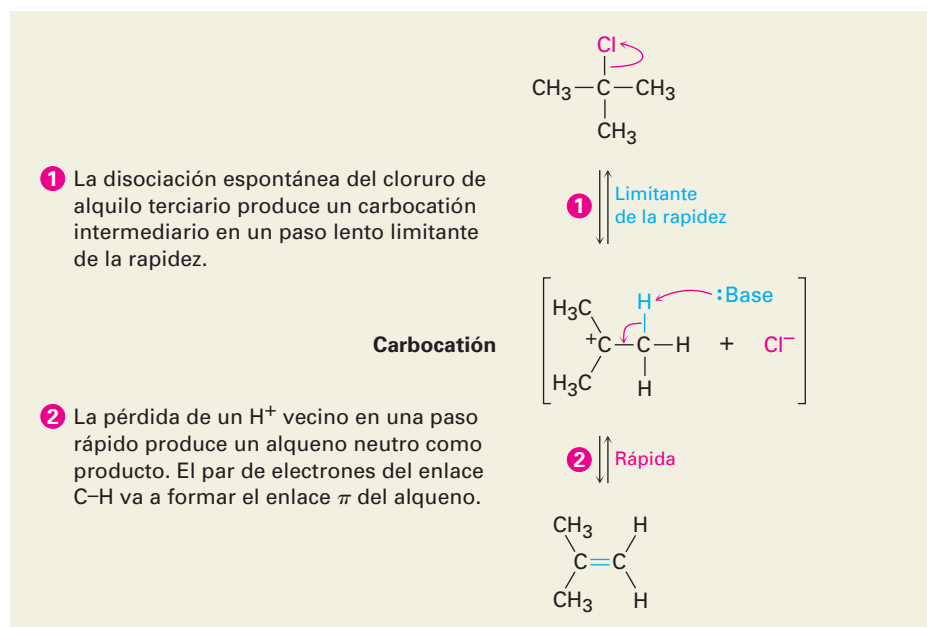 Cl
CH3—C—CH3
CH3
1 La disociación espontánea del cloruro de
alquilo terciario produce un carbocatión
intermediario en un paso lento limitante
de la rapidez.
1 Limitante
de la rapidez
H :Base
H3C
Carbocatión
+C—C—H + Cl−
H3C H
2 La pérdida de un H+ vecino en una paso
rápido produce un alqueno neutro como
producto. El par de electrones del enlace
C–H va a formar el enlace π del alqueno.
2 Rápida
CH3 H
C=C
CH3 H